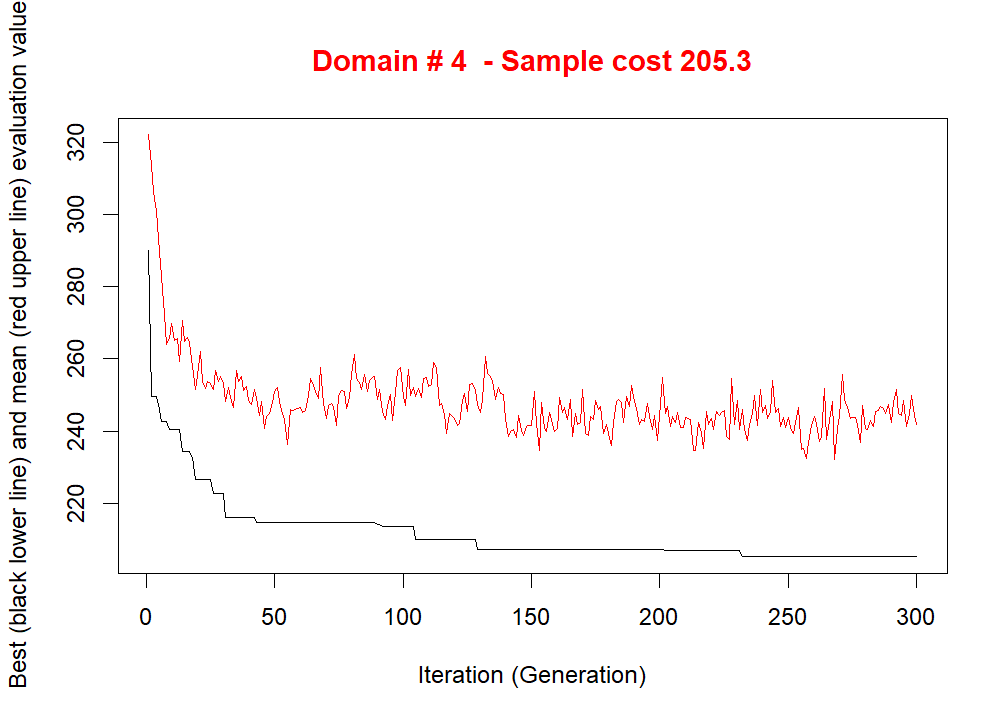 Domain # 4  - Sample cost 205.3
Best (black lower line) and mean (red upper line) evaluation value
320
300
280
260
240
220
0 50 100 150 200 250 300
Iteration (Generation)